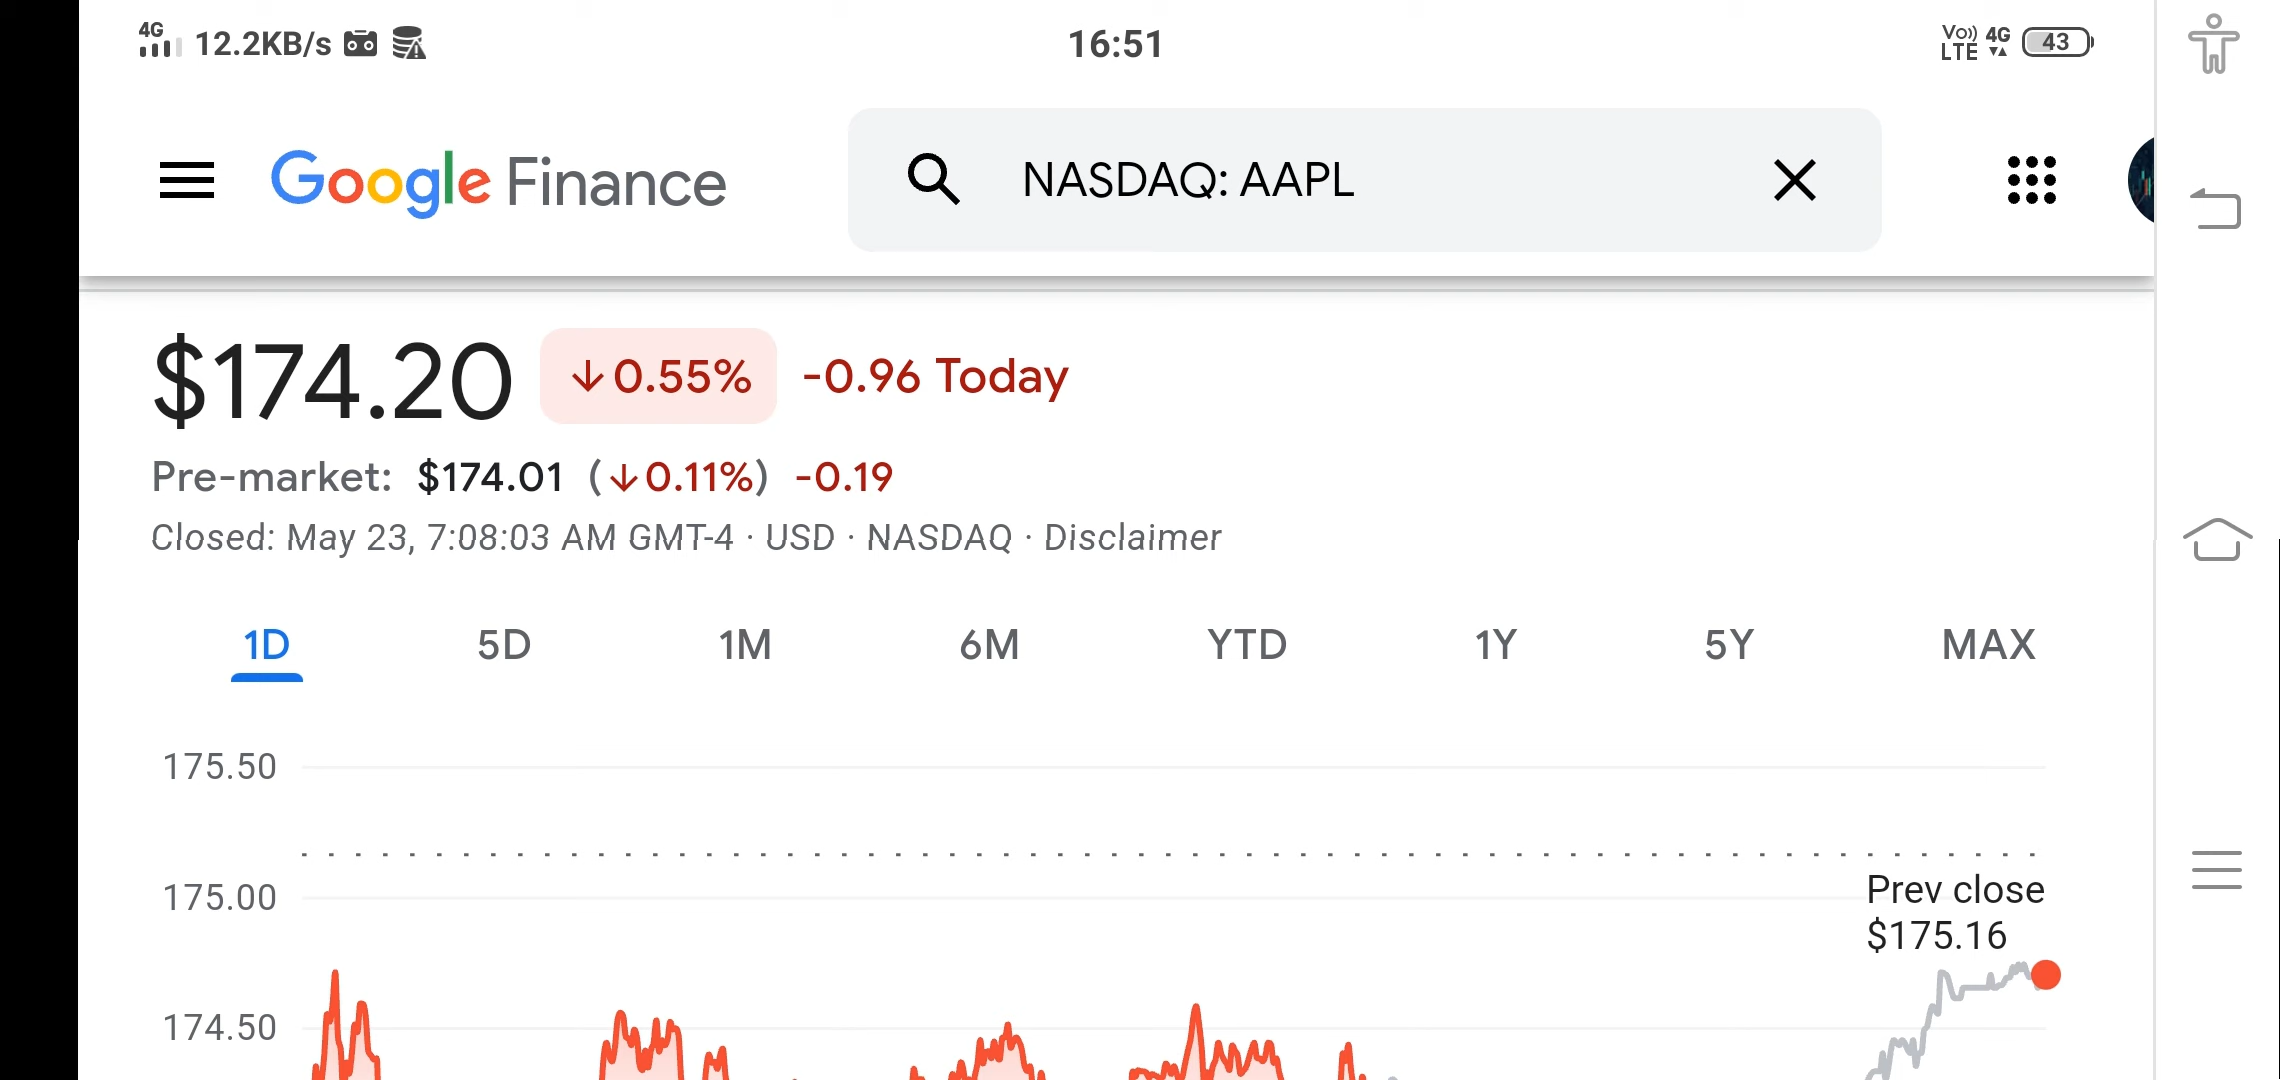 4G 12.2KB/s 16:51 Vo)) LTE 4G 43
Google Finance NASDAQ: AAPL
$174.20 ↓0.55% -0.96 Today
Pre-market: $174.01 (↓0.11%) -0.19
Closed: May 23, 7:08:03 AM GMT-4 · USD · NASDAQ · Disclaimer
1D 5D 1M 6M YTD 1Y 5Y MAX
175.50
175.00
Prev close
$175.16
174.50